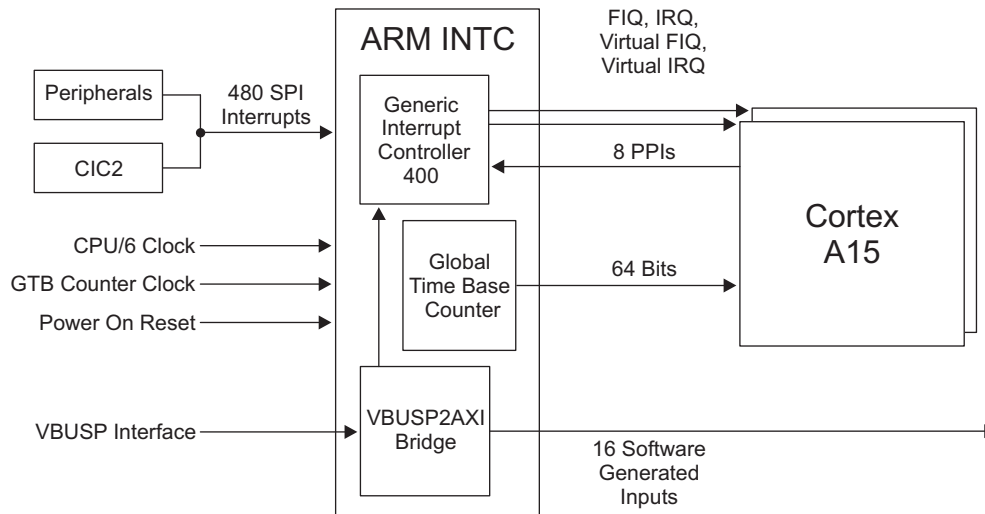 FIQ, IRQ,
Virtual FIQ,
Virtual IRQ
ARM INTC
Peripherals
CIC2
480 SPI
Interrupts
Generic
Interrupt
Controller
400
8 PPIs
Cortex
A15
CPU/6 Clock
GTB Counter Clock
Power On Reset
Global
Time Base
Counter
64 Bits
VBUSP Interface
VBUSP2AXI
Bridge
16 Software
Generated
Inputs